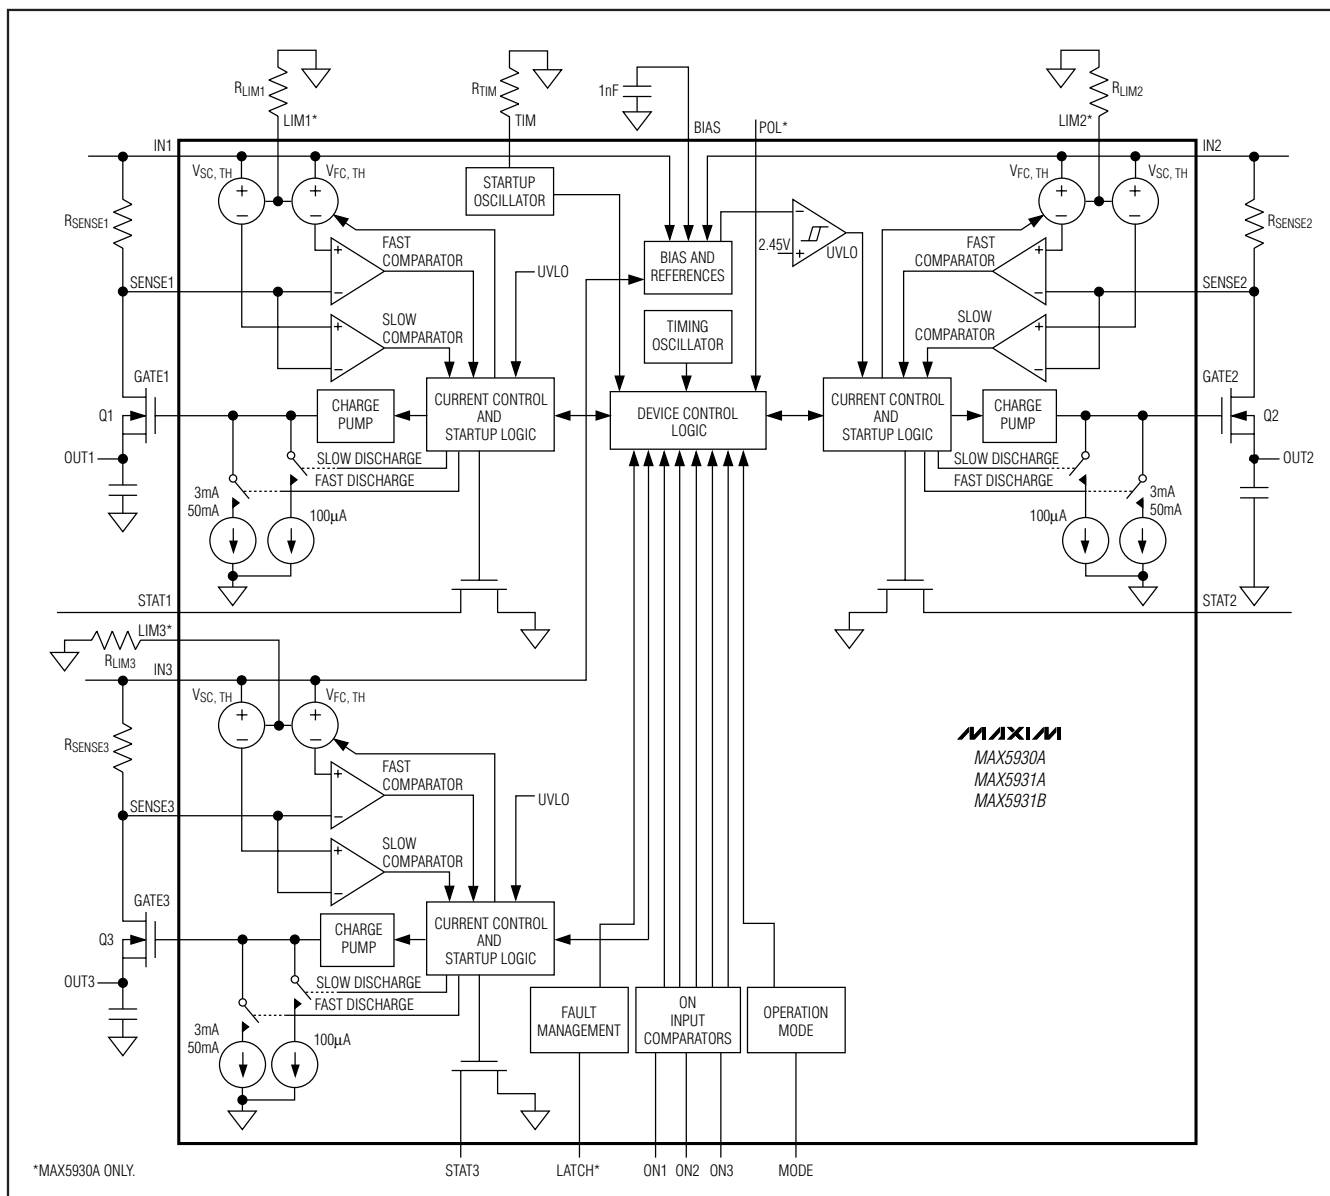 RLIM1
LIM1*
RTIM
TIM
1nF
BIAS
POL*
RLIM2
LIM2*
IN1
IN2
VSC, TH
VFC, TH
STARTUP
OSCILLATOR
VFC, TH
VSC, TH
RSENSE1
RSENSE2
2.45V
UVLO
BIAS AND
REFERENCES
FAST
COMPARATOR
UVLO
FAST
COMPARATOR
SENSE1
SENSE2
SLOW
COMPARATOR
TIMING
OSCILLATOR
SLOW
COMPARATOR
GATE1
Q1
OUT1
CHARGE
PUMP
CURRENT CONTROL
AND
STARTUP LOGIC
DEVICE CONTROL
LOGIC
CURRENT CONTROL
AND
STARTUP LOGIC
CHARGE
PUMP
GATE2
Q2
OUT2
SLOW DISCHARGE
FAST DISCHARGE
SLOW DISCHARGE
FAST DISCHARGE
3mA
50mA
100µA
100µA
3mA
50mA
STAT1
STAT2
LIM3*
RLIM3
IN3
VSC, TH
VFC, TH
RSENSE3
MAXIM
MAX5930A
MAX5931A
MAX5931B
FAST
COMPARATOR
UVLO
SENSE3
SLOW
COMPARATOR
GATE3
Q3
OUT3
CHARGE
PUMP
CURRENT CONTROL
AND
STARTUP LOGIC
SLOW DISCHARGE
FAST DISCHARGE
3mA
50mA
100µA
FAULT
MANAGEMENT
ON
INPUT
COMPARATORS
OPERATION
MODE
*MAX5930A ONLY.
STAT3
LATCH*
ON1
ON2
ON3
MODE